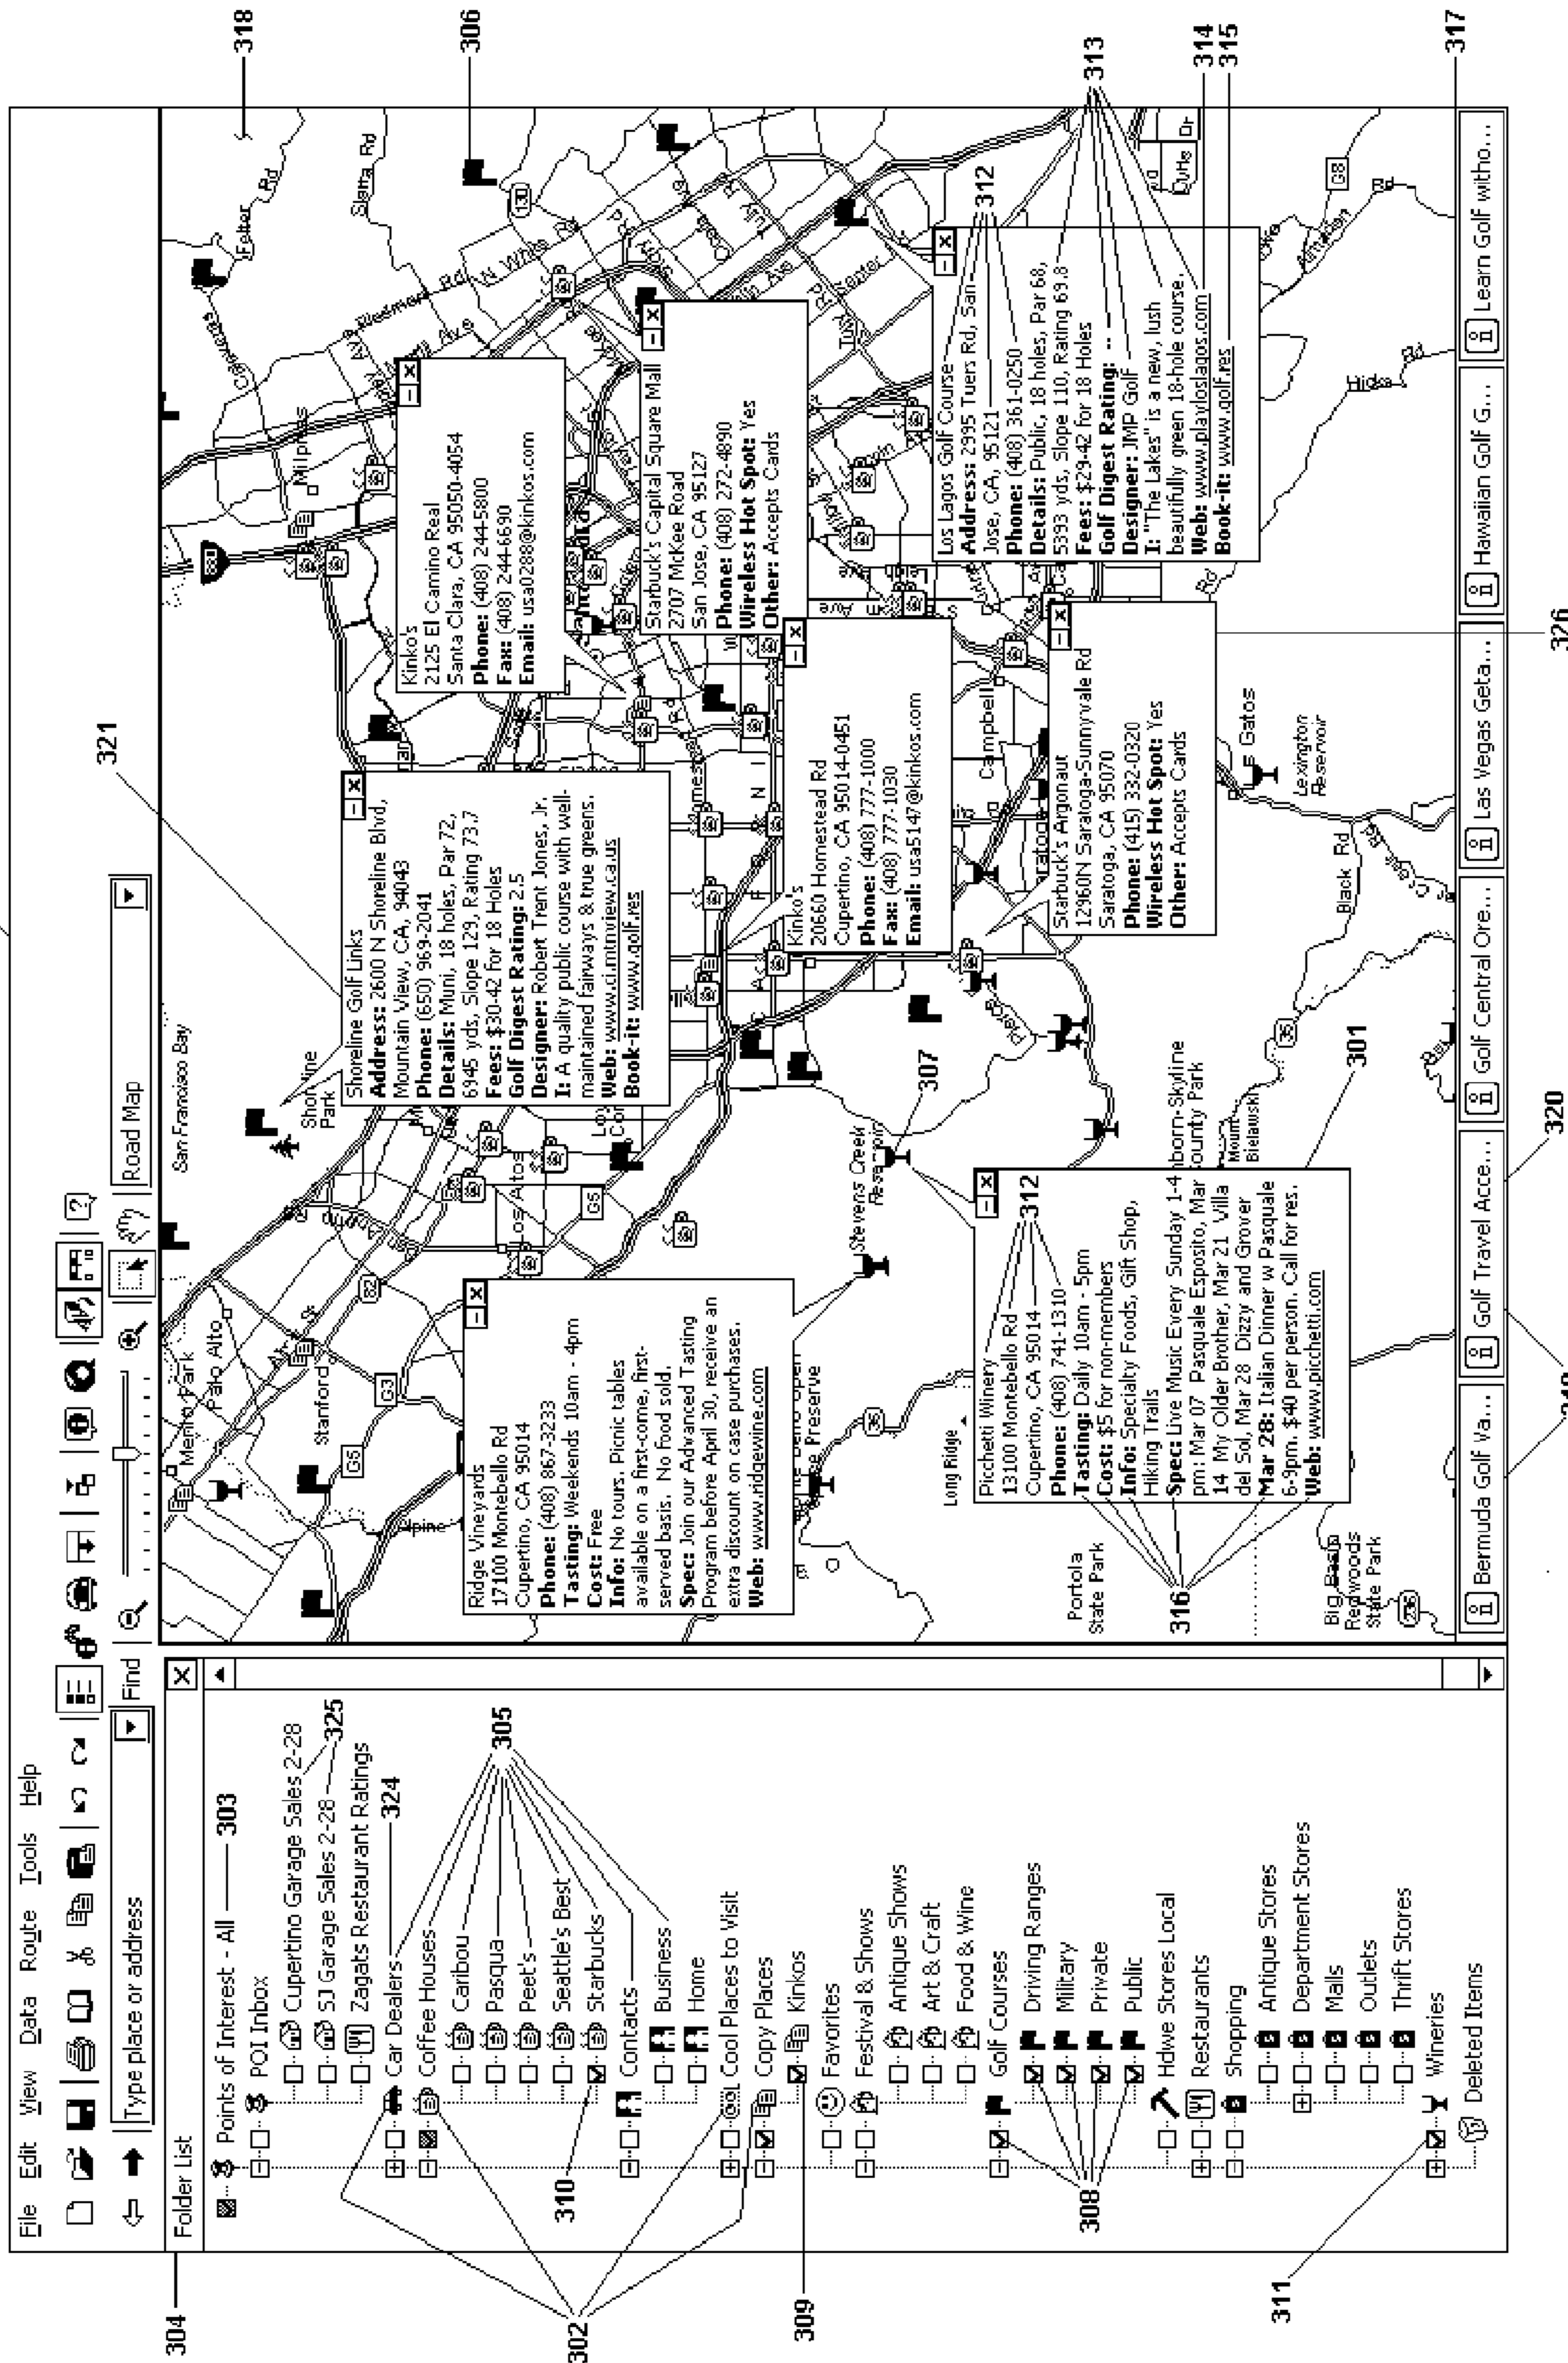 File Edit View Data Route Tools Help
Type place or address
Find
Road Map
304
Folder List
Points of Interest - All
303
POI Inbox
Cupertino Garage Sales 2-28
SJ Garage Sales 2-28
325
Zagats Restaurant Ratings
Car Dealers
324
Coffee Houses
Caribou
305
Pasqua
Peet's
Seattle's Best
310
Starbucks
Contacts
Business
302
Home
Cool Places to Visit
Copy Places
309
Kinkos
Favorites
Festival & Shows
Antique Shows
Art & Craft
Food & Wine
Golf Courses
Driving Ranges
308
Military
Private
Public
Hdwe Stores Local
Restaurants
Shopping
Antique Stores
Department Stores
Malls
Outlets
Thrift Stores
311
Wineries
Deleted Items
321
318
306
San Francisco Bay
Menlo Park
Palo Alto
Stanford
Alpine
G5
G3
82
Los Altos
G5
Milpitas
Calaveras
Felter Rd
Sierra Rd
Piedmont Rd
N White Rd
130
880
Shoreline Golf Links
Address: 2600 N Shoreline Blvd,
Mountain View, CA, 94043
Phone: (650) 969-2041
Details: Muni, 18 holes, Par 72,
6945 yds, Slope 129, Rating 73.7
Fees: $30-42 for 18 Holes
Golf Digest Rating: 2.5
Designer: Robert Trent Jones, Jr.
I: A quality public course with well-
maintained fairways & true greens.
Web: www.ci.mtnview.ca.us
Book-it: www.golf.res
Kinko's
2125 El Camino Real
Santa Clara, CA 95050-4054
Phone: (408) 244-5800
Fax: (408) 244-6690
Email: usa0288@kinkos.com
Ridge Vineyards
17100 Montebello Rd
Cupertino, CA 95014
Phone: (408) 867-3233
Tasting: Weekends 10am - 4pm
Cost: Free
Info: No tours. Picnic tables
available on a first-come, first-
served basis. No food sold.
Spec: Join our Advanced Tasting
Program before April 30, receive an
extra discount on case purchases.
Web: www.ridgewine.com
Starbuck's Capital Square Mall
2707 McKee Road
San Jose, CA 95127
Phone: (408) 272-4890
Wireless Hot Spot: Yes
Other: Accepts Cards
Kinko's
20660 Homestead Rd
Cupertino, CA 95014-0451
Phone: (408) 777-1000
Fax: (408) 777-1030
Email: usa5147@kinkos.com
Stevens Creek
307
Los Lagos Golf Course
312
313
Address: 2995 Tuers Rd, San
Jose, CA, 95121
Phone: (408) 361-0250
Details: Public, 18 holes, Par 68,
5393 yds, Slope 110, Rating 69.8
Fees: $29-42 for 18 Holes
Golf Digest Rating: --
Designer: JMP Golf
I: "The Lakes" is a new, lush
beautifully green 18-hole course.
Web: www.playloslagos.com
314
Book-it: www.golf.res
315
Long Ridge
Preserve
35
Picchetti Winery
13100 Montebello Rd
312
Cupertino, CA 95014
Phone: (408) 741-1310
Tasting: Daily 10am - 5pm
Cost: $5 for non-members
Info: Specialty Foods, Gift Shop,
Hiking Trails
Spec: Live Music Every Sunday 1-4
pm: Mar 07 Pasquale Esposito, Mar
14 My Older Brother, Mar 21 Villa
del Sol, Mar 28 Dizzy and Grover
Mar 28: Italian Dinner w Pasquale
6-9pm. $40 per person. Call for res.
Web: www.picchetti.com
316
301
Campbell
Starbuck's Argonaut
12960N Saratoga-Sunnyvale Rd
Saratoga, CA 95070
Phone: (415) 332-0320
Wireless Hot Spot: Yes
Other: Accepts Cards
Portola
State Park
Big Basin
Redwoods
State Park
236
County Park
Mount
Bielawski
35
Black Rd
Gatos
Lexington
Reservoir
Hicks
Rd
G8
Almaden
317
Bermuda Golf Va...
Golf Travel Acce...
Golf Central Ore...
Las Vegas Geta...
Hawaiian Golf G...
Learn Golf witho...
320
326